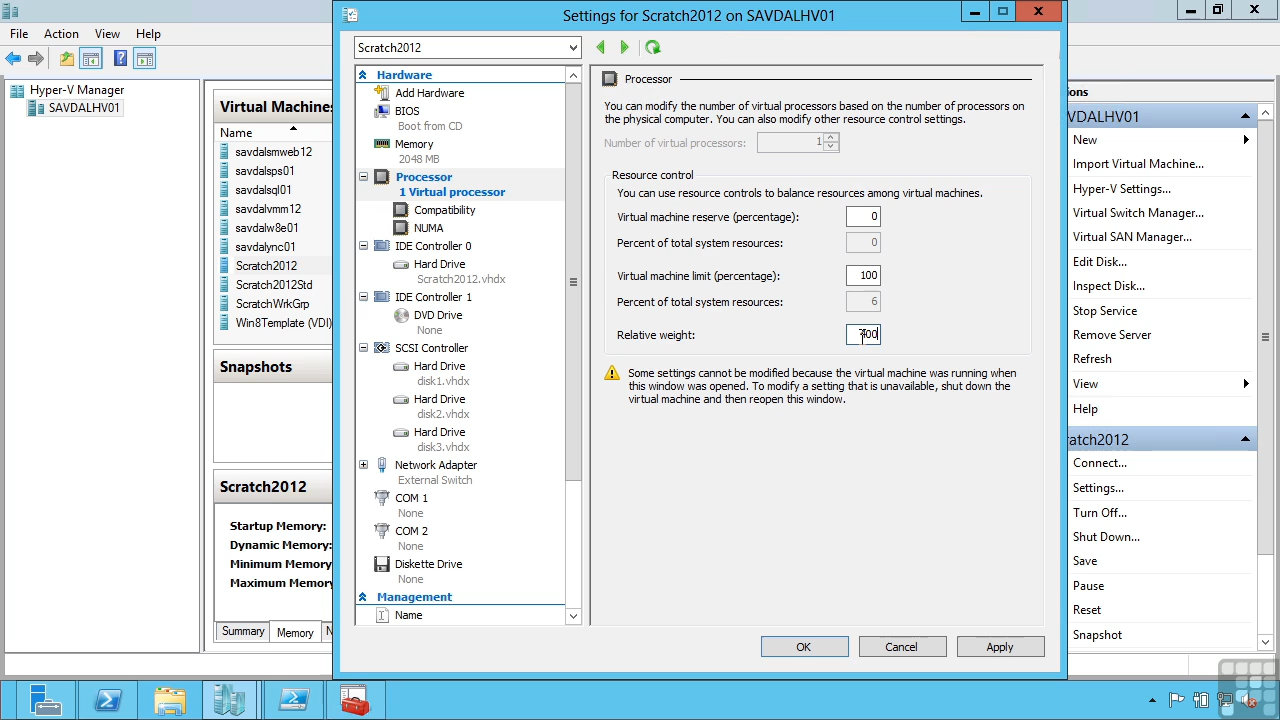 Settings for Scratch2012 on SAVDALHV01
File Action View Help
Hyper-V Manager
SAVDALHV01
Virtual Machines
Name
savdalsmweb12
savdalsps01
savdalsql01
savdalvmm12
savdalw8e01
savdalync01
Scratch2012
Scratch2012Std
ScratchWrkGrp
Win8Template (VDI)
Snapshots
Scratch2012
Startup Memory:
Dynamic Memory:
Minimum Memory
Maximum Memory
Summary Memory N
Scratch2012
Hardware
Add Hardware
BIOS
Boot from CD
Memory
2048 MB
Processor
1 Virtual processor
Compatibility
NUMA
IDE Controller 0
Hard Drive
Scratch2012.vhdx
IDE Controller 1
DVD Drive
None
SCSI Controller
Hard Drive
disk1.vhdx
Hard Drive
disk2.vhdx
Hard Drive
disk3.vhdx
Network Adapter
External Switch
COM 1
None
COM 2
None
Diskette Drive
None
Management
Name
Processor
You can modify the number of virtual processors based on the number of processors on
the physical computer. You can also modify other resource control settings.
Number of virtual processors: 1
Resource control
You can use resource controls to balance resources among virtual machines.
Virtual machine reserve (percentage): 0
Percent of total system resources: 0
Virtual machine limit (percentage): 100
Percent of total system resources: 6
Relative weight:
Some settings cannot be modified because the virtual machine was running when
this window was opened. To modify a setting that is unavailable, shut down the
virtual machine and then reopen this window.
OK Cancel Apply
ons
VDALHV01
New
Import Virtual Machine...
Hyper-V Settings...
Virtual Switch Manager...
Virtual SAN Manager...
Edit Disk...
Inspect Disk...
Stop Service
Remove Server
Refresh
View
Help
ratch2012
Connect...
Settings...
Turn Off...
Shut Down...
Save
Pause
Reset
Snapshot